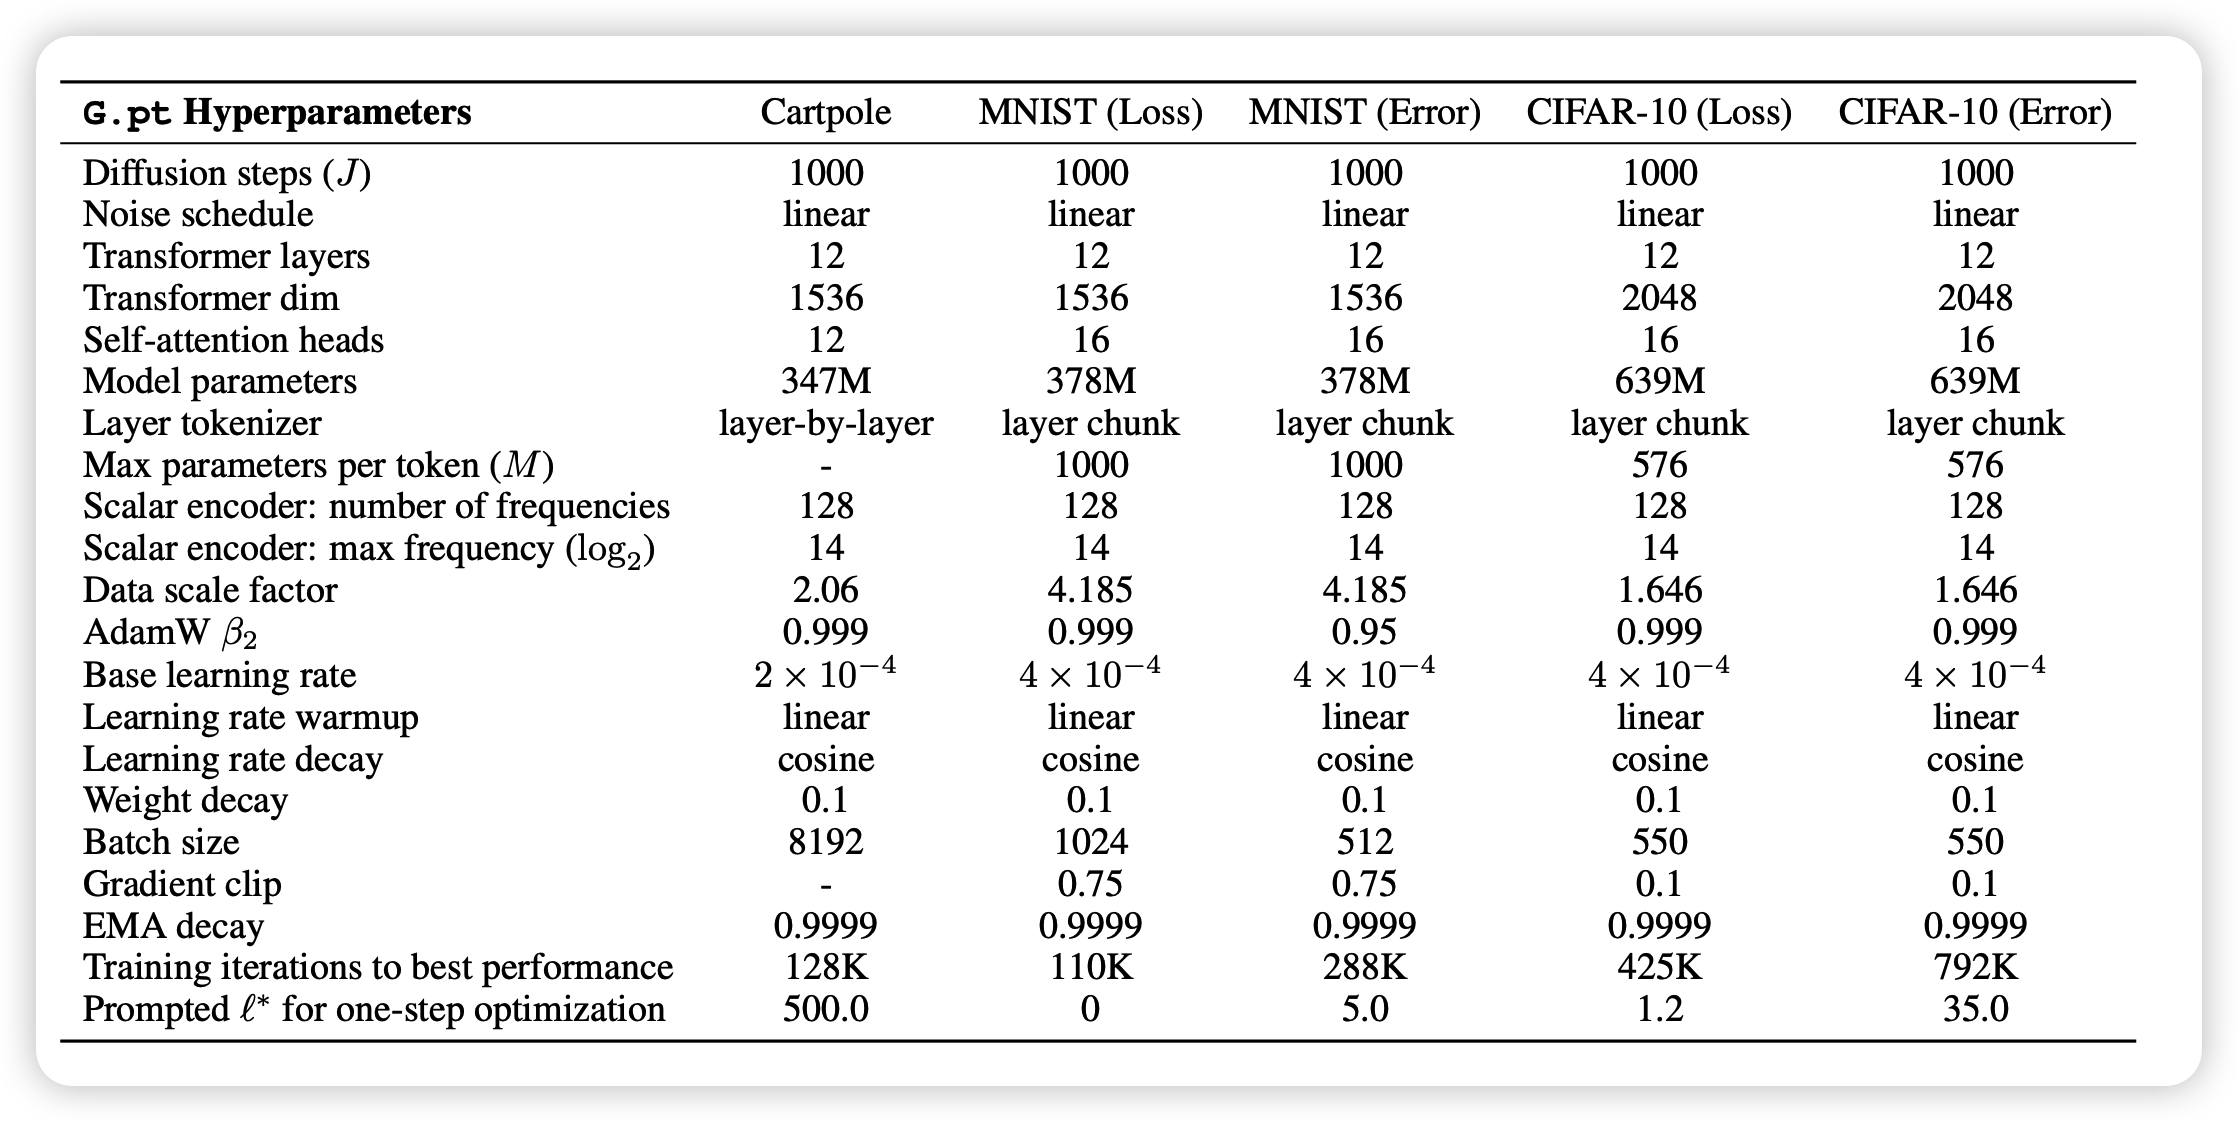 G.pt Hyperparameters Cartpole MNIST (Loss) MNIST (Error) CIFAR-10 (Loss) CIFAR-10 (Error)
Diffusion steps (J) 1000 1000 1000 1000 1000
Noise schedule linear linear linear linear linear
Transformer layers 12 12 12 12 12
Transformer dim 1536 1536 1536 2048 2048
Self-attention heads 12 16 16 16 16
Model parameters 347M 378M 378M 639M 639M
Layer tokenizer layer-by-layer layer chunk layer chunk layer chunk layer chunk
Max parameters per token (M) - 1000 1000 576 576
Scalar encoder: number of frequencies 128 128 128 128 128
Scalar encoder: max frequency (log₂) 14 14 14 14 14
Data scale factor 2.06 4.185 4.185 1.646 1.646
AdamW β₂ 0.999 0.999 0.95 0.999 0.999
Base learning rate 2 × 10⁻⁴ 4 × 10⁻⁴ 4 × 10⁻⁴ 4 × 10⁻⁴ 4 × 10⁻⁴
Learning rate warmup linear linear linear linear linear
Learning rate decay cosine cosine cosine cosine cosine
Weight decay 0.1 0.1 0.1 0.1 0.1
Batch size 8192 1024 512 550 550
Gradient clip - 0.75 0.75 0.1 0.1
EMA decay 0.9999 0.9999 0.9999 0.9999 0.9999
Training iterations to best performance 128K 110K 288K 425K 792K
Prompted ℓ* for one-step optimization 500.0 0 5.0 1.2 35.0